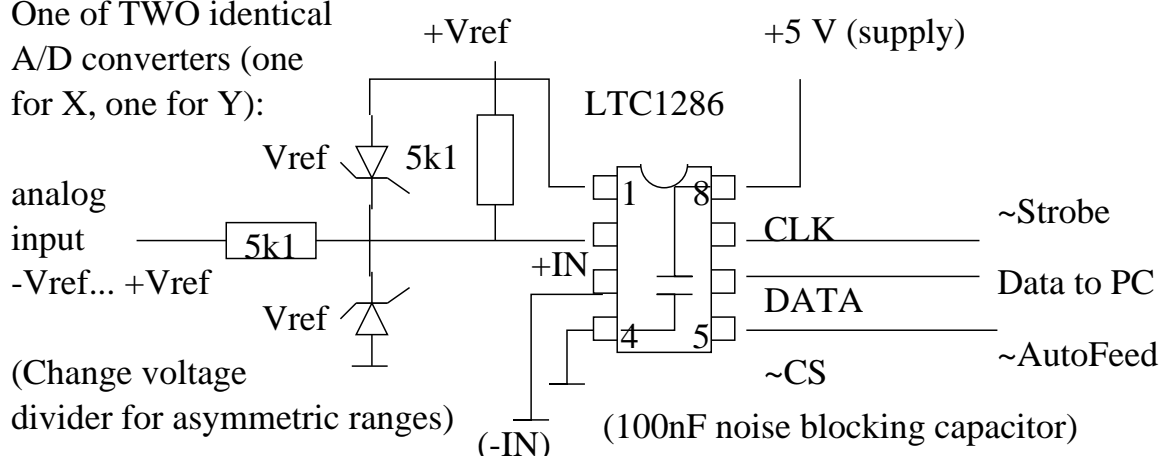 One of TWO identical
A/D converters (one
for X, one for Y):
+Vref
+5 V (supply)
LTC1286
Vref
5k1
analog
input
-Vref... +Vref
5k1
Vref
1
8
4
5
+IN
(-IN)
CLK
DATA
~CS
~Strobe
Data to PC
~AutoFeed
(Change voltage
divider for asymmetric ranges)
(100nF noise blocking capacitor)